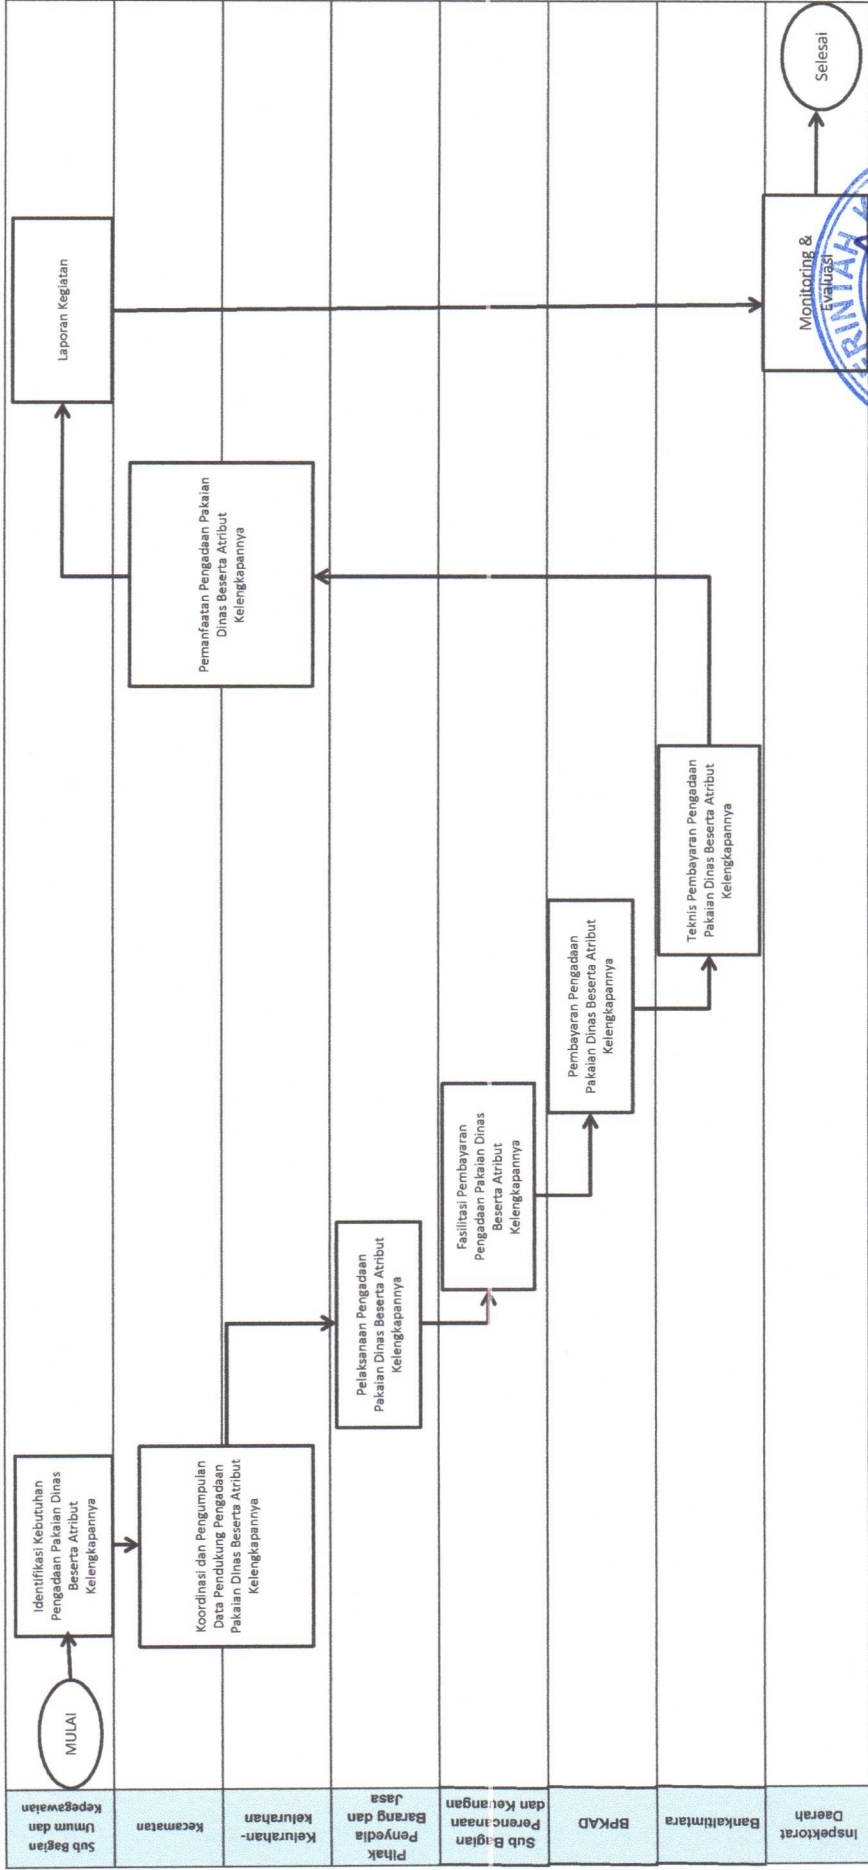 Sub Bagian
Umum dan
Kepegawaian
Kecamatan
Kelurahan-
kelurahan
Pihak
Penyedia
Barang dan
Jasa
Sub Bagian
Perencanaan
dan Keuangan
BPKAD
Bankaltimtara
Inspektorat
Daerah
MULAI
Identifikasi Kebutuhan
Pengadaan Pakaian Dinas
Beserta Atribut
Kelengkapannya
Koordinasi dan Pengumpulan
Data Pendukung Pengadaan
Pakaian DInas Beserta Atribut
Kelengkapannya
Pelaksanaan Pengadaan
Pakaian Dinas Beserta Atribut
Kelengkapannya
Fasilitasi Pembayaran
Pengadaan Pakaian Dinas
Beserta Atribut
Kelengkapannya
Pembayaran Pengadaan
Pakaian Dinas Beserta Atribut
Kelengkapannya
Teknis Pembayaran Pengadaan
Pakaian Dinas Beserta Atribut
Kelengkapannya
Pemanfaatan Pengadaan Pakaian
Dinas Beserta Atribut
Kelengkapannya
Laporan Kegiatan
Monitoring &
Evaluasi
Selesai
ERINTAH K